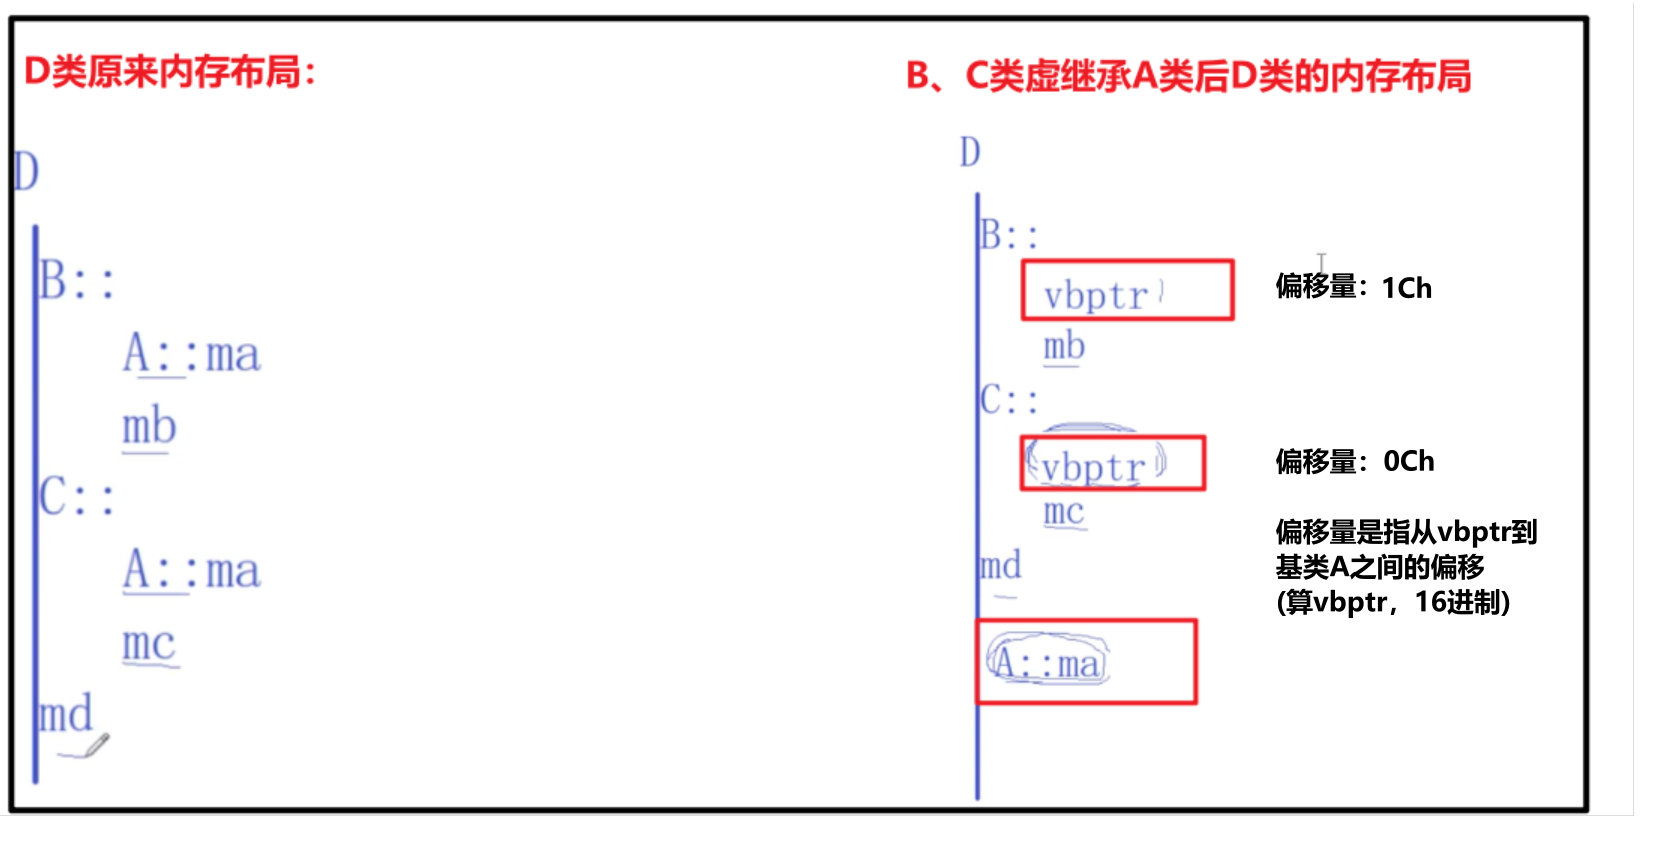 D类原来内存布局：
D
B::
A::ma
mb
C::
A::ma
mc
md
B、C类虚继承A类后D类的内存布局
D
B::
vbptr
偏移量：1Ch
mb
C::
vbptr
偏移量：0Ch
mc
偏移量是指从vbptr到
基类A之间的偏移
(算vbptr，16进制)
md
A::ma